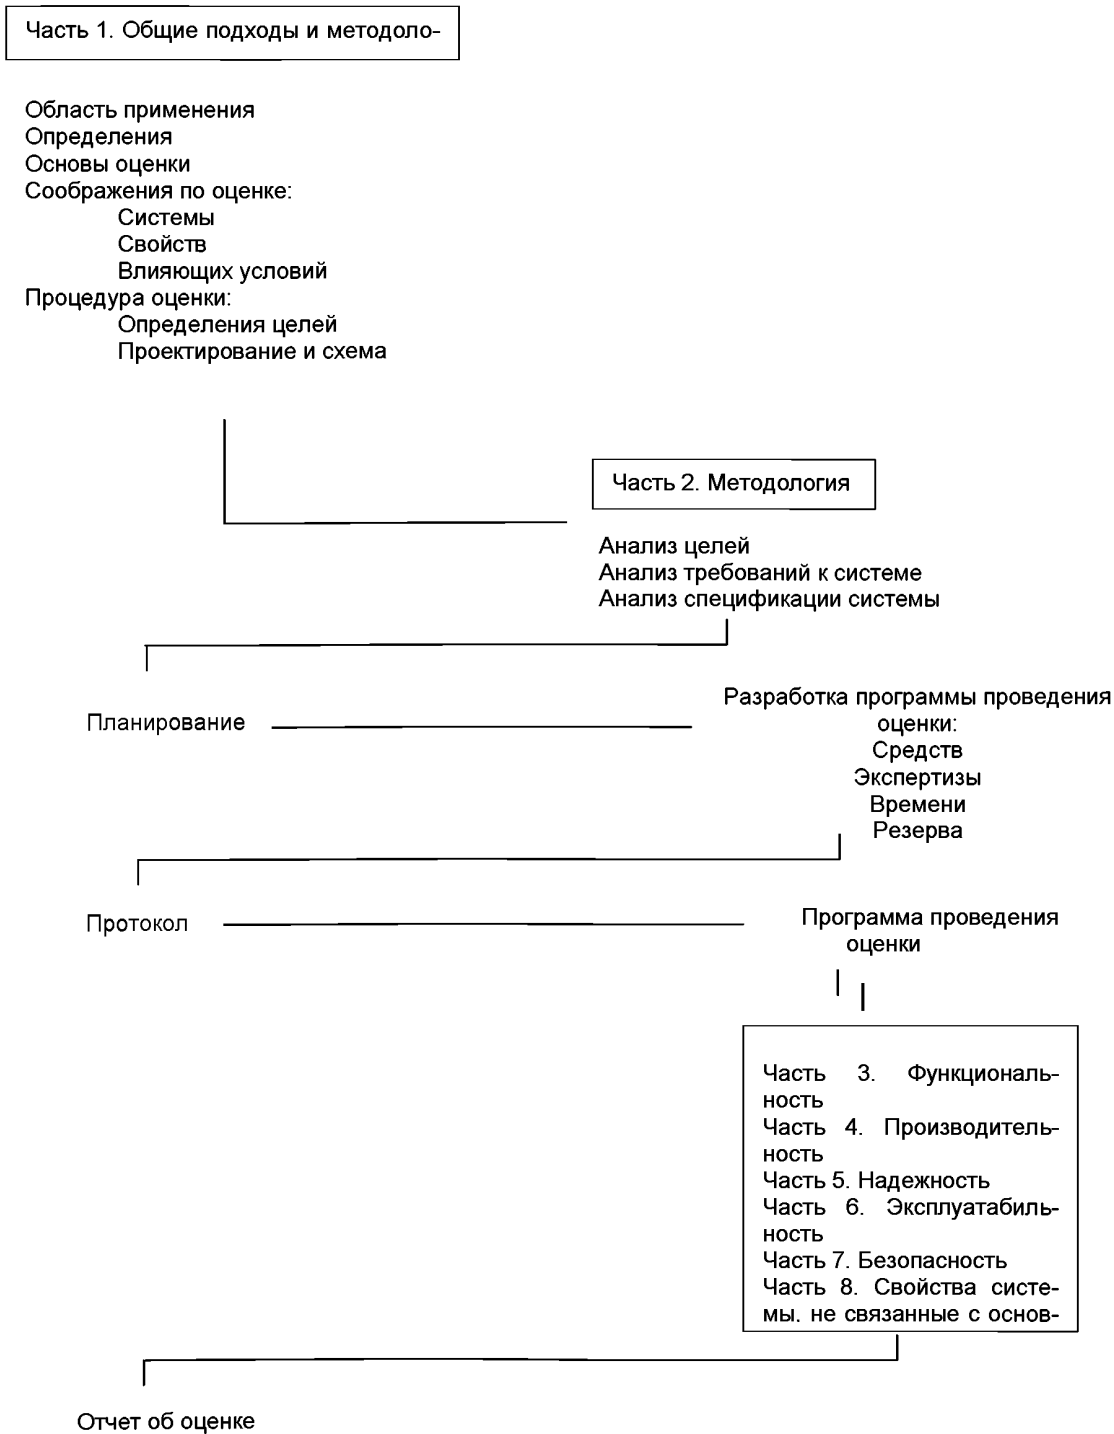 Часть 1. Общие подходы и методоло-
Область применения
Определения
Основы оценки
Соображения по оценке:
Системы
Свойств
Влияющих условий
Процедура оценки:
Определения целей
Проектирование и схема
Часть 2. Методология
Анализ целей
Анализ требований к системе
Анализ спецификации системы
Планирование
Разработка программы проведения
оценки:
Средств
Экспертизы
Времени
Резерва
Протокол
Программа проведения
оценки
Часть 3. Функциональ-
ность
Часть 4. Производитель-
ность
Часть 5. Надежность
Часть 6. Эксплуатабиль-
ность
Часть 7. Безопасность
Часть 8. Свойства систе-
мы, не связанные с основ-
Отчет об оценке